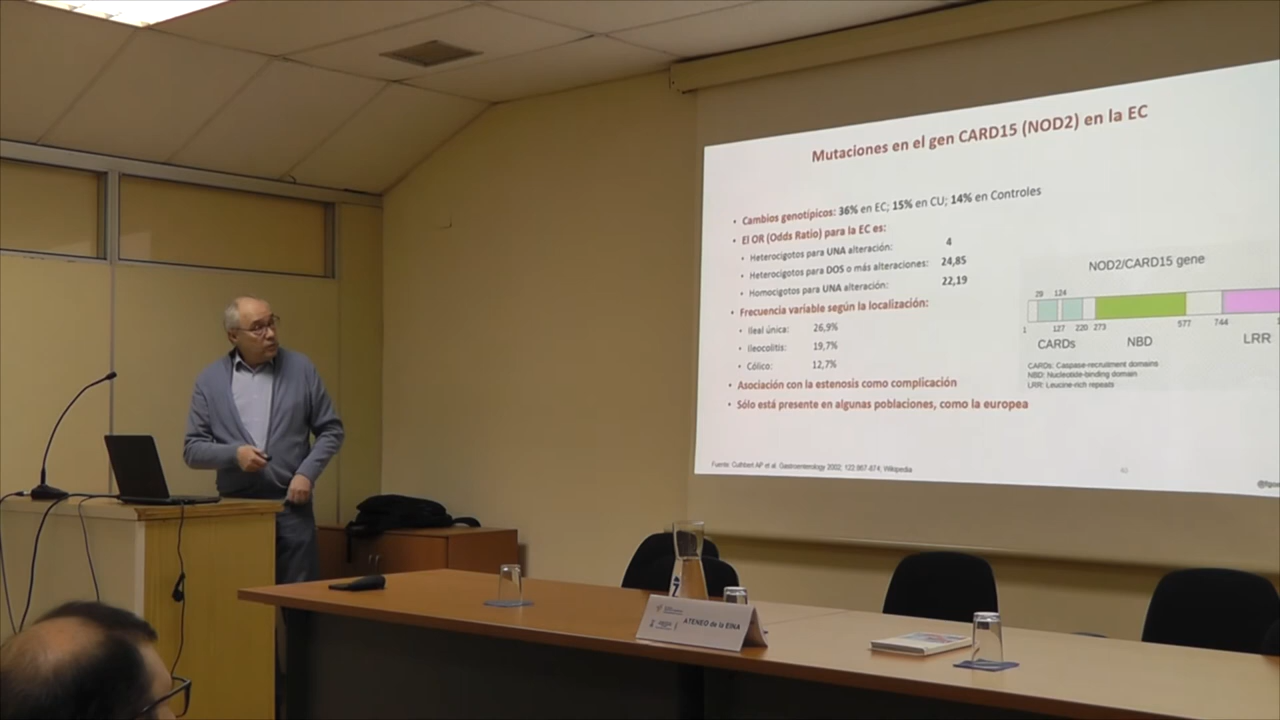 Mutaciones en el gen CARD15 (NOD2) en la EC
• Cambios genotípicos: 36% en EC; 15% en CU; 14% en Controles
• El OR (Odds Ratio) para la EC es:
• Heterocigotos para UNA alteración: 4
• Heterocigotos para DOS o más alteraciones: 24,85
• Homocigotos para UNA alteración: 22,19
• Frecuencia variable según la localización:
• Ileal única: 26,9%
• Ileocolitis: 19,7%
• Cólico: 12,7%
• Asociación con la estenosis como complicación
• Sólo está presente en algunas poblaciones, como la europea
NOD2/CARD15 gene
29 124
1 127 220 273 577 744
CARDs NBD LRR
CARDs: Caspase-recruitment domains
NBD: Nucleotide-binding domain
LRR: Leucine-rich repeats
Fuente: Cuthbert AP et al. Gastroenterology 2002; 122:867-874; Wikipedia
40
ATENEO de la EINA